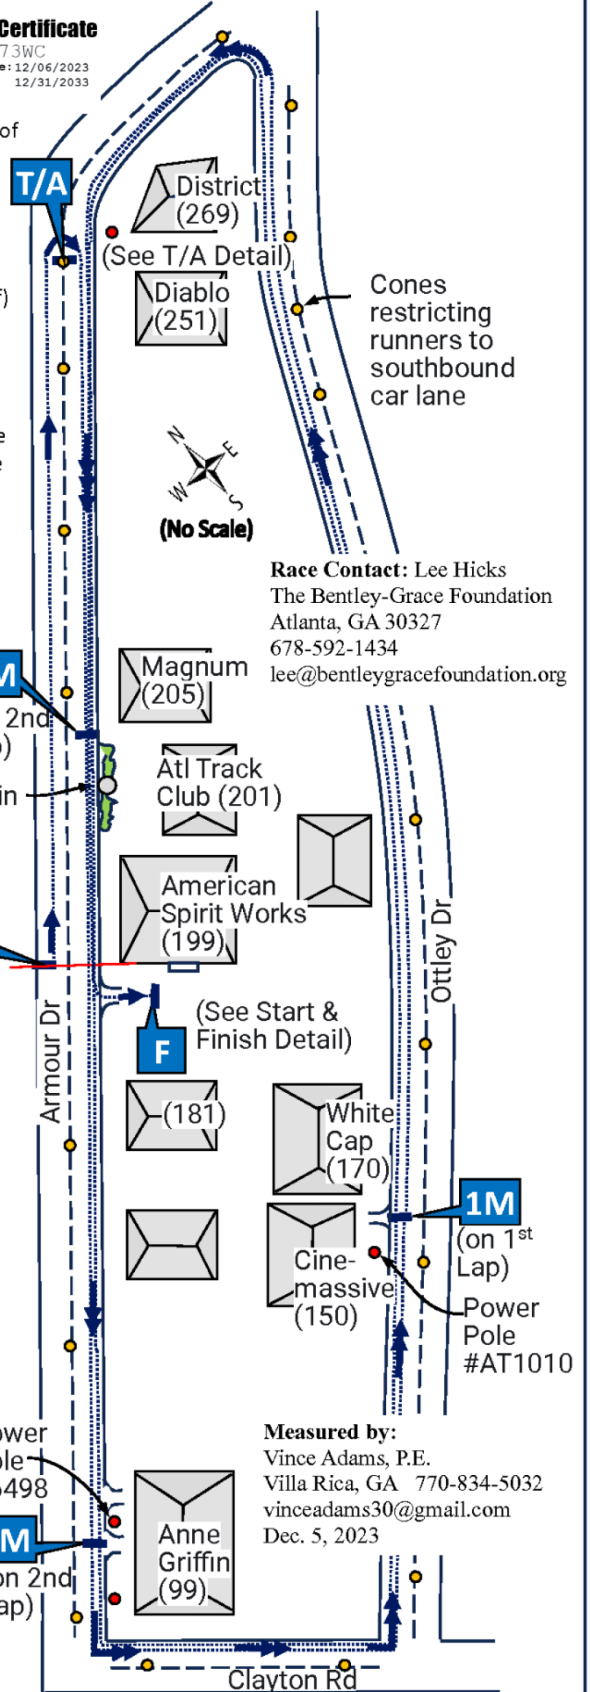 Certificate
73WC
e: 12/06/2023
12/31/2033
of
T/A
District
(269)
(See T/A Detail)
Diablo
(251)
f)
Cones
restricting
runners to
southbound
car lane
e
e
N
E
W
S
(No Scale)
Race Contact: Lee Hicks
The Bentley-Grace Foundation
Atlanta, GA 30327
678-592-1434
lee@bentleygracefoundation.org
M
2nd
Magnum
(205)
in
Atl Track
Club (201)
American
Spirit Works
(199)
Ottley Dr
(See Start &
Finish Detail)
F
Armour Dr
(181)
White
Cap
(170)
1M
(on 1st
Lap)
Cine-
massive
(150)
Power
Pole
#AT1010
Measured by:
Vince Adams, P.E.
Villa Rica, GA 770-834-5032
vinceadams30@gmail.com
Dec. 5, 2023
ower
ole
498
M
on 2nd
ap)
Anne
Griffin
(99)
Clayton Rd